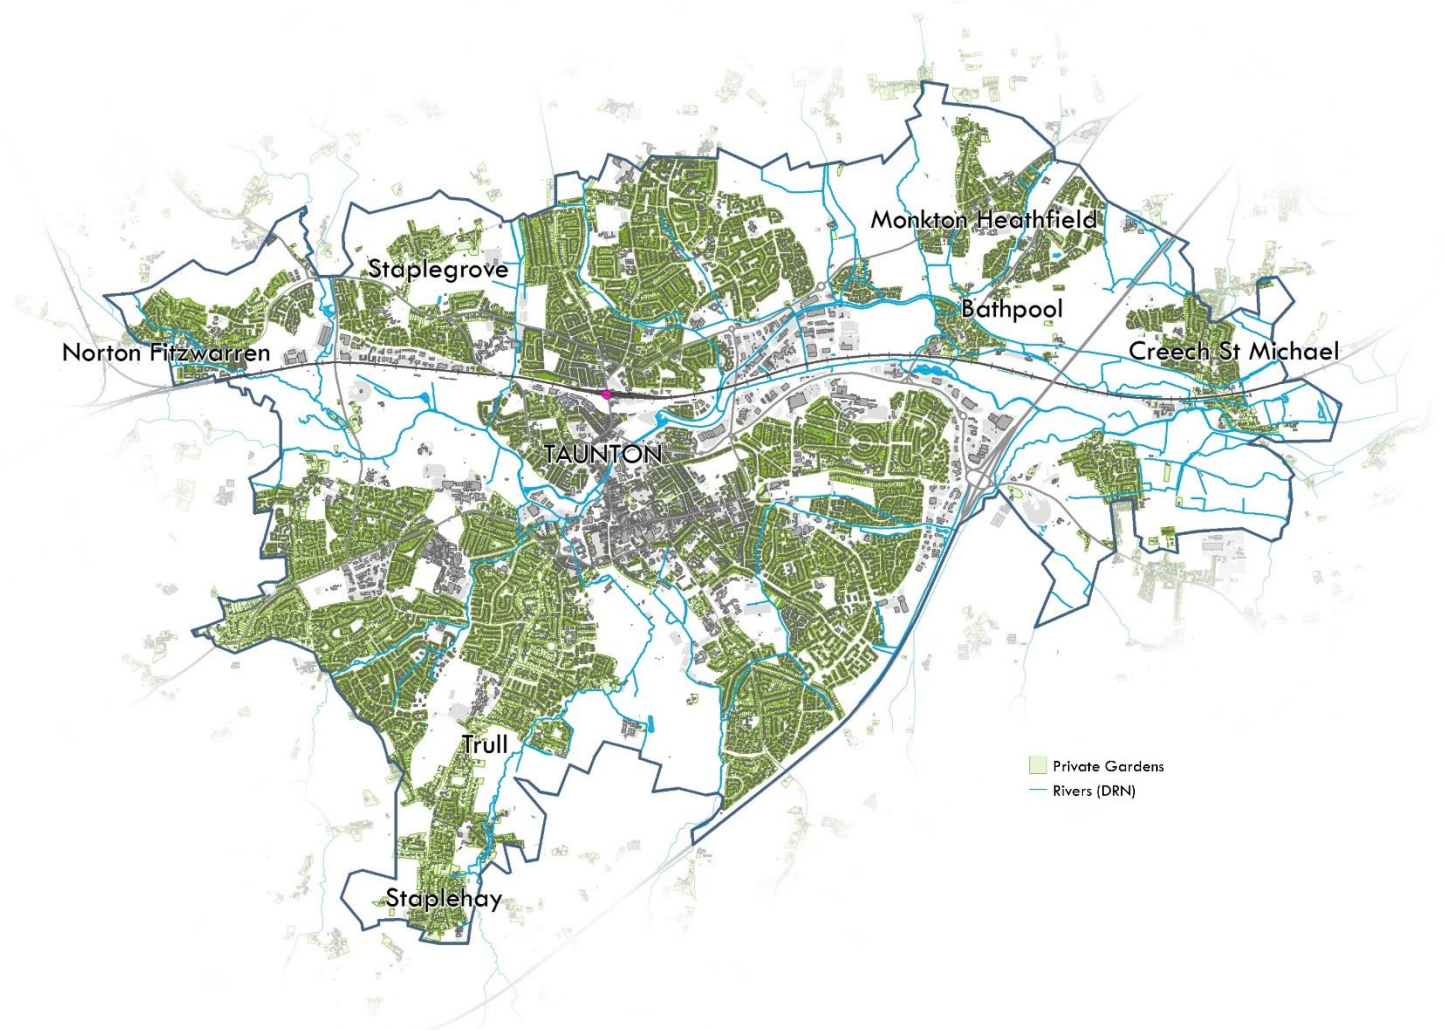 Monkton Heathfield
Staplegrove
Bathpool
Norton Fitzwarren
Creech St Michael
TAUNTON
Trull
Private Gardens
Rivers (DRN)
Staplehay